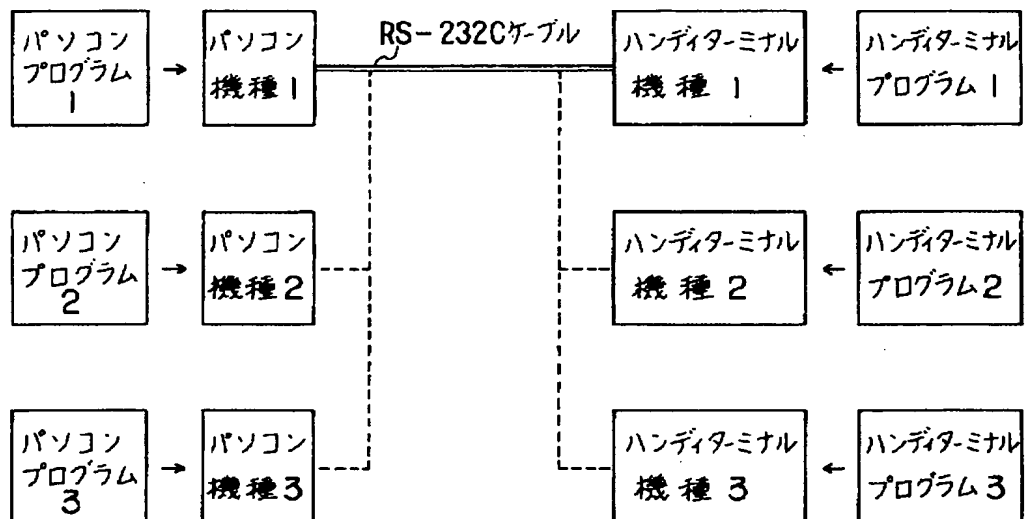 パソコン
プログラム
1
パソコン
機種1
RS-232Cケーブル
ハンディターミナル
機種 1
ハンディターミナル
プログラム1
パソコン
プログラム
2
パソコン
機種2
ハンディターミナル
機種 2
ハンディターミナル
プログラム2
パソコン
プログラム
3
パソコン
機種3
ハンディターミナル
機種 3
ハンディターミナル
プログラム3